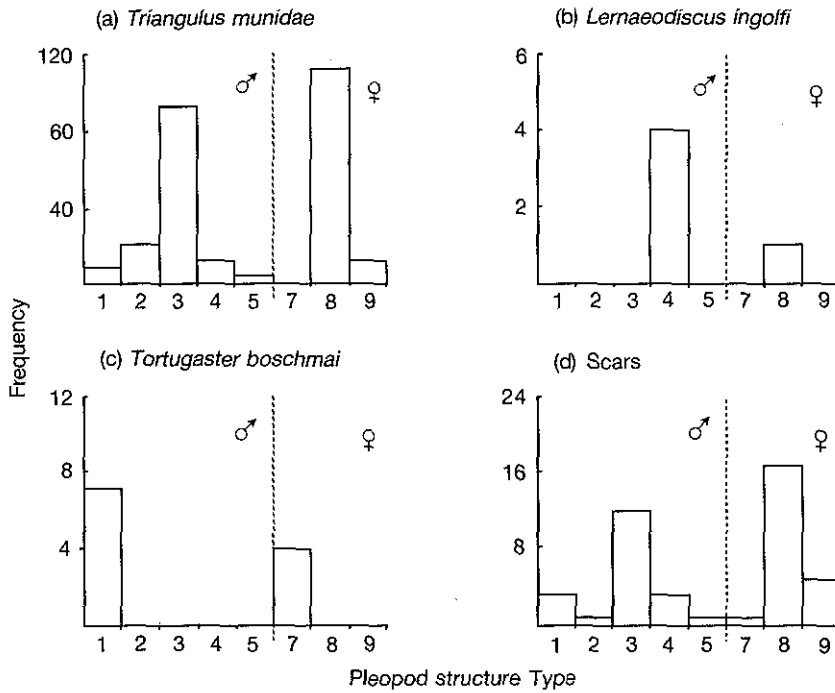 (a) Triangulus munidae
120
60
40
♂
♀
1 2 3 4 5 7 8 9
(b) Lernaeodiscus ingolfi
6
4
2
♂
♀
1 2 3 4 5 7 8 9
Frequency
(c) Tortugaster boschmai
12
8
4
♂
♀
1 2 3 4 5 7 8 9
(d) Scars
24
16
8
♂
♀
1 2 3 4 5 7 8 9
Pleopod structure Type